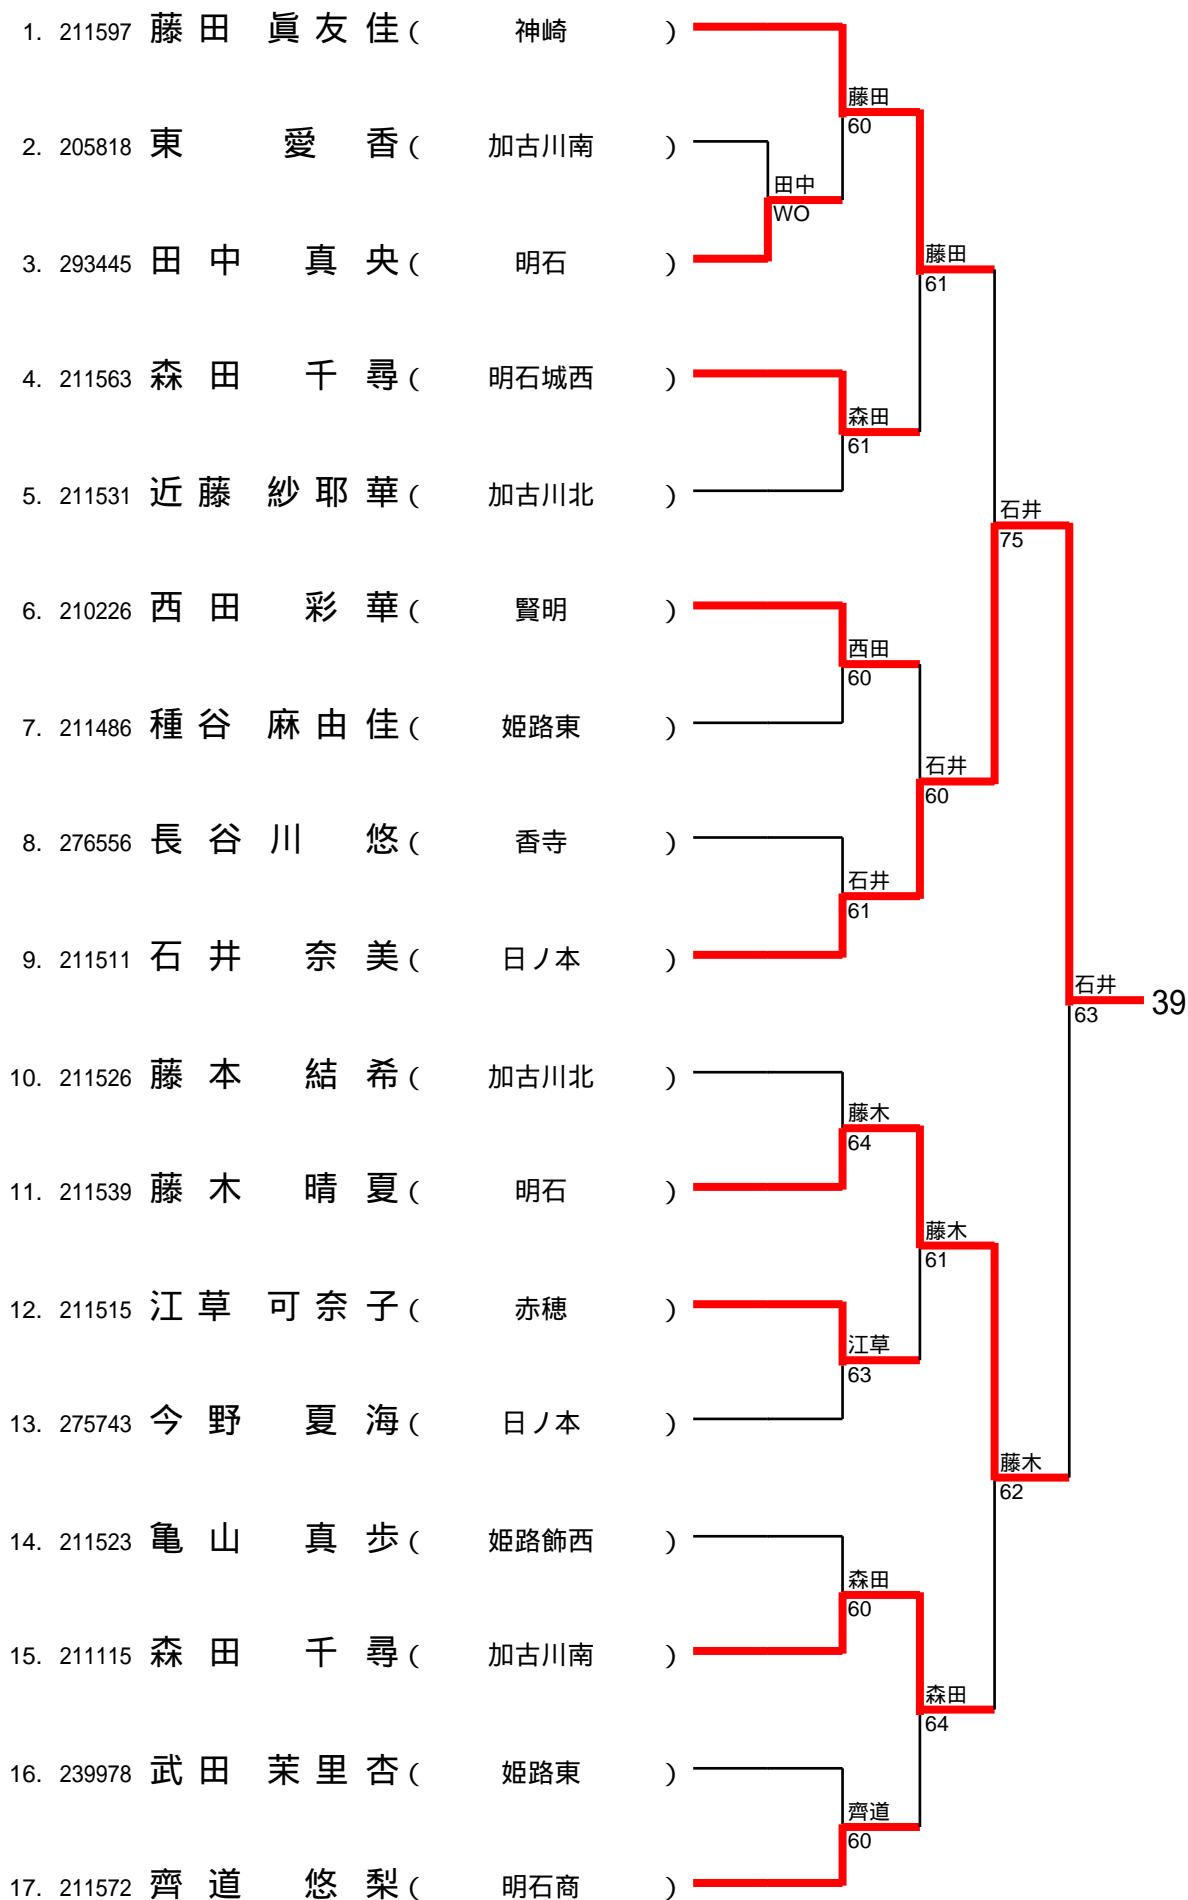 1. 211597 藤田 眞友佳 ( 神崎 )
藤田
60
2. 205818 東 愛香 ( 加古川南 )
田中
WO
3. 293445 田中 真央 ( 明石 )
藤田
61
4. 211563 森田 千尋 ( 明石城西 )
森田
61
5. 211531 近藤 紗耶華 ( 加古川北 )
石井
75
6. 210226 西田 彩華 ( 賢明 )
西田
60
7. 211486 種谷 麻由佳 ( 姫路東 )
石井
60
8. 276556 長谷川 悠 ( 香寺 )
石井
61
9. 211511 石井 奈美 ( 日ノ本 )
石井
63
39
10. 211526 藤本 結希 ( 加古川北 )
藤木
64
11. 211539 藤木 晴夏 ( 明石 )
藤木
61
12. 211515 江草 可奈子 ( 赤穂 )
江草
63
13. 275743 今野 夏海 ( 日ノ本 )
藤木
62
14. 211523 亀山 真歩 ( 姫路飾西 )
森田
60
15. 211115 森田 千尋 ( 加古川南 )
森田
64
16. 239978 武田 茉里杏 ( 姫路東 )
齊道
60
17. 211572 齊道 悠梨 ( 明石商 )